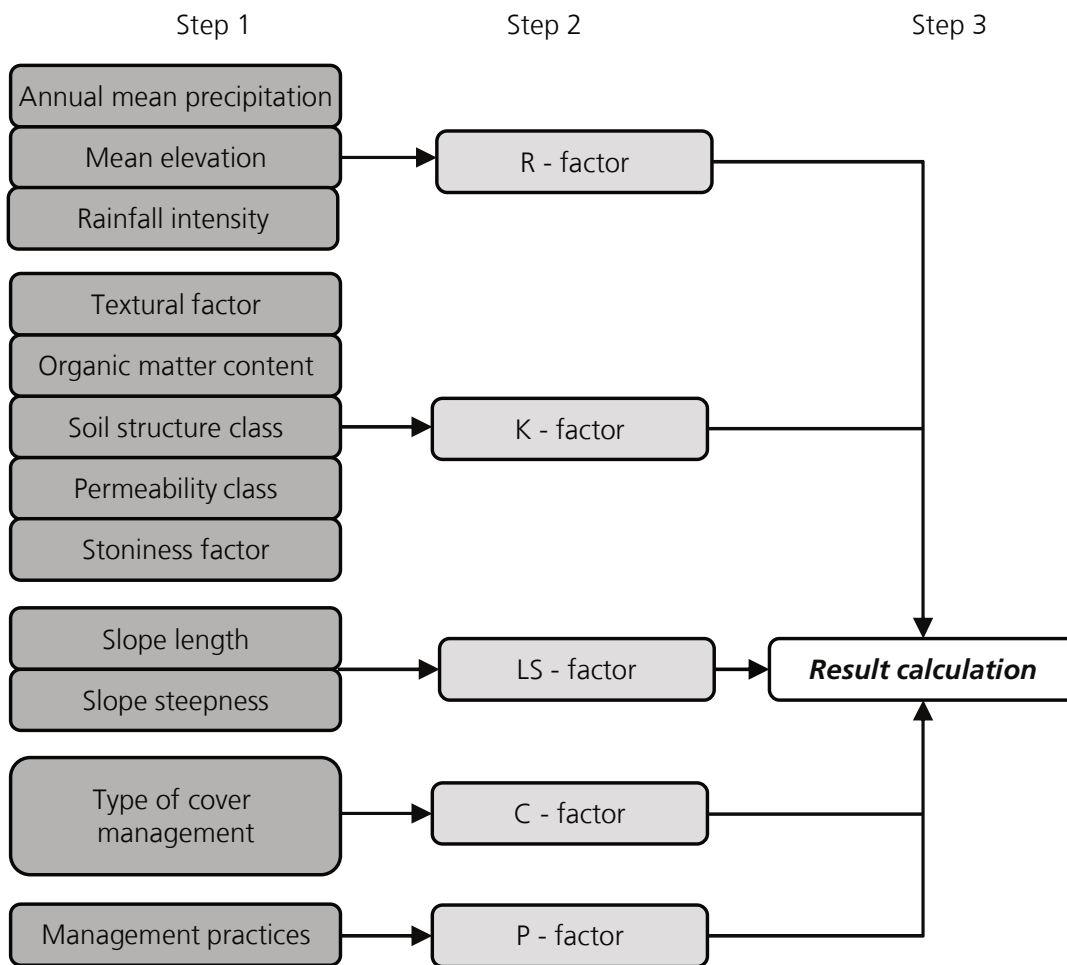 Step 1
Step 2
Step 3
Annual mean precipitation
Mean elevation
Rainfall intensity
R - factor
Textural factor
Organic matter content
Soil structure class
Permeability class
Stoniness factor
K - factor
Slope length
Slope steepness
LS - factor
Result calculation
Type of cover
management
C - factor
Management practices
P - factor